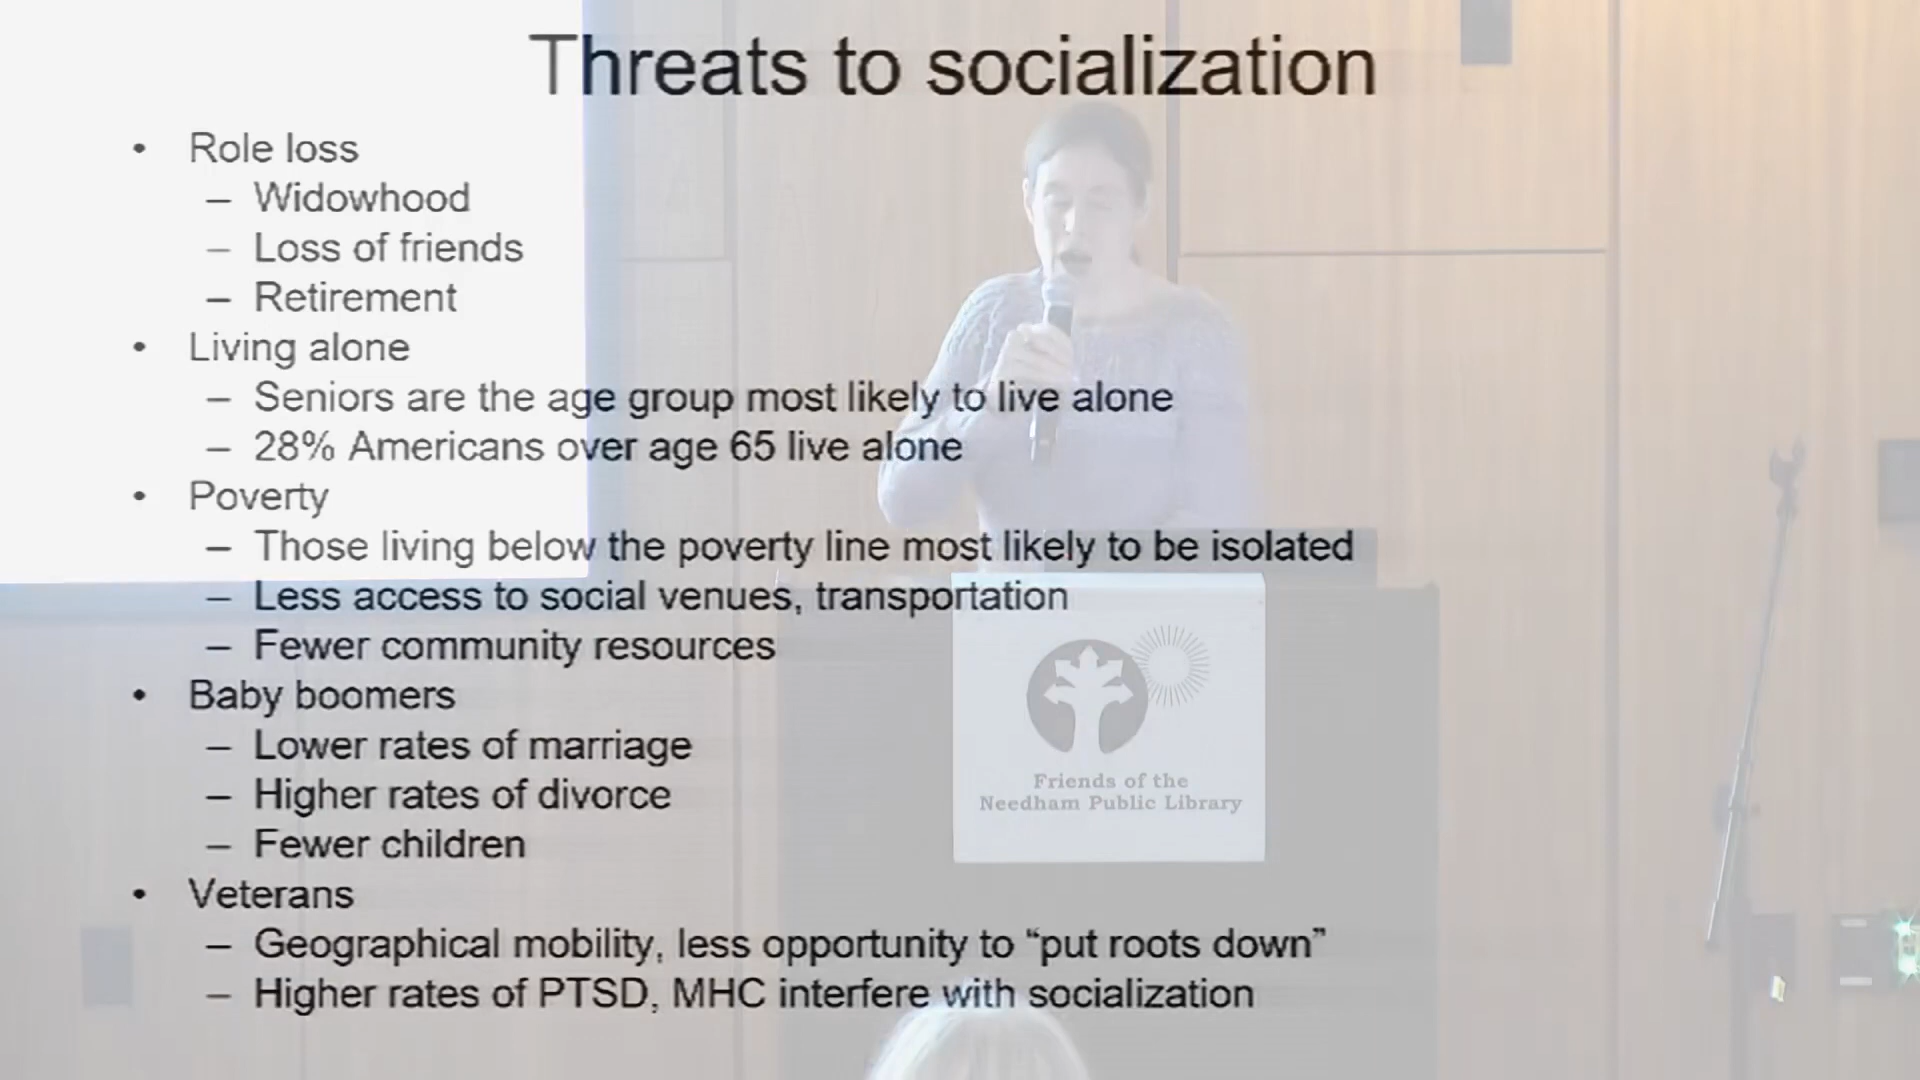 Threats to socialization
• Role loss
– Widowhood
– Loss of friends
– Retirement
• Living alone
– Seniors are the age group most likely to live alone
– 28% Americans over age 65 live alone
• Poverty
– Those living below the poverty line most likely to be isolated
– Less access to social venues, transportation
– Fewer community resources
• Baby boomers
– Lower rates of marriage
– Higher rates of divorce
– Fewer children
• Veterans
– Geographical mobility, less opportunity to “put roots down”
– Higher rates of PTSD, MHC interfere with socialization
Friends of the
Needham Public Library